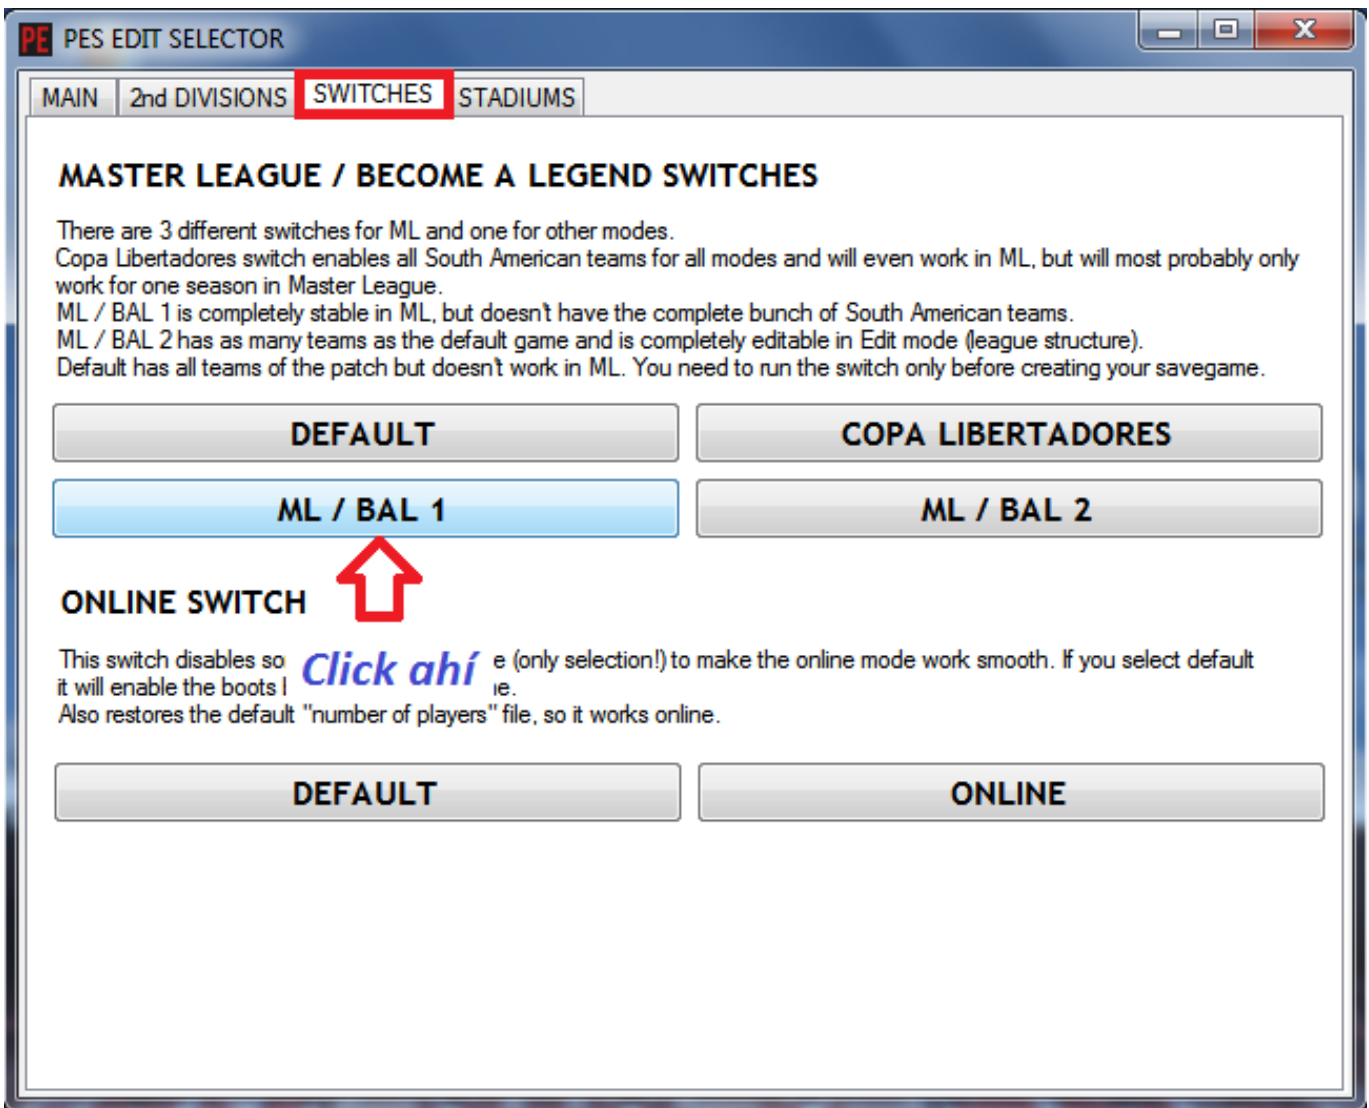 PE PES EDIT SELECTOR
MAIN 2nd DIVISIONS SWITCHES STADIUMS
MASTER LEAGUE / BECOME A LEGEND SWITCHES
There are 3 different switches for ML and one for other modes.
Copa Libertadores switch enables all South American teams for all modes and will even work in ML, but will most probably only
work for one season in Master League.
ML / BAL 1 is completely stable in ML, but doesn't have the complete bunch of South American teams.
ML / BAL 2 has as many teams as the default game and is completely editable in Edit mode (league structure).
Default has all teams of the patch but doesn't work in ML. You need to run the switch only before creating your savegame.
DEFAULT COPA LIBERTADORES
ML / BAL 1 ML / BAL 2
ONLINE SWITCH
This switch disables (only selection!) to make the online mode work smooth. If you select default
Click ahí
it will enable the boots
Also restores the default "number of players" file, so it works online.
DEFAULT ONLINE